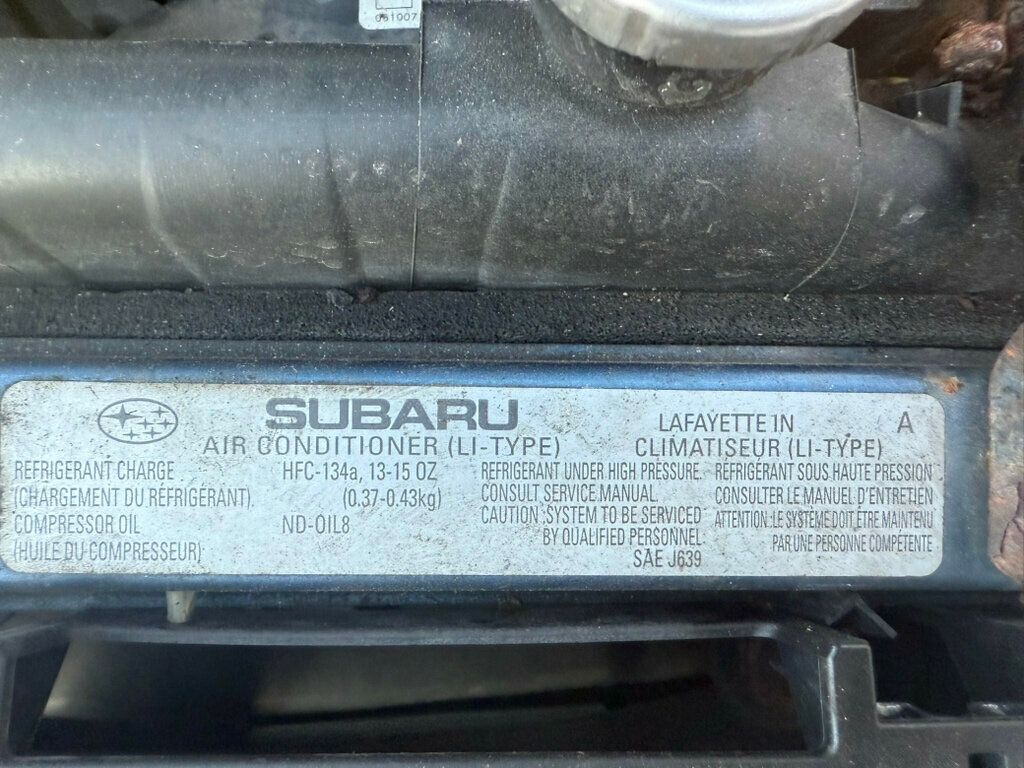 061007
SUBARU
LAFAYETTE IN
A
AIR CONDITIONER (LI-TYPE)
CLIMATISEUR (LI-TYPE)
REFRIGERANT CHARGE
HFC-134a, 13-15 OZ
(CHARGEMENT DU RÉFRIGÉRANT)
(0.37-0.43kg)
COMPRESSOR OIL
ND-OIL8
(HUILE DU COMPRESSEUR)
REFRIGERANT UNDER HIGH PRESSURE.
CONSULT SERVICE MANUAL.
CAUTION :SYSTEM TO BE SERVICED
BY QUALIFIED PERSONNEL.
SAE J639
RÉFRIGÉRANT SOUS HAUTE PRESSION
CONSULTER LE MANUEL D'ENTRETIEN
ATTENTION :LE SYSTÈME DOIT ÊTRE MAINTENU
PAR UNE PERSONNE COMPÉTENTE